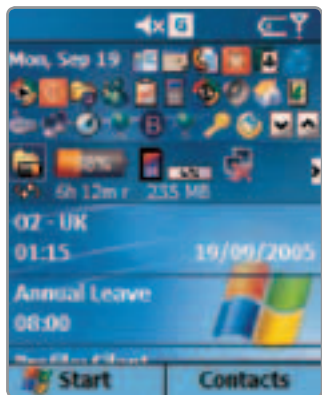 Mon, Sep 19
6h 12m r 235 MB
O2 - UK
01:15 19/09/2005
Annual Leave
08:00
Start Contacts